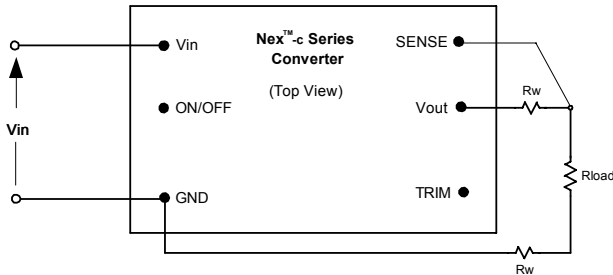 Nex™-c Series
Converter
(Top View)
Vin
ON/OFF
GND
SENSE
Vout
TRIM
Vin
Rw
Rload
Rw